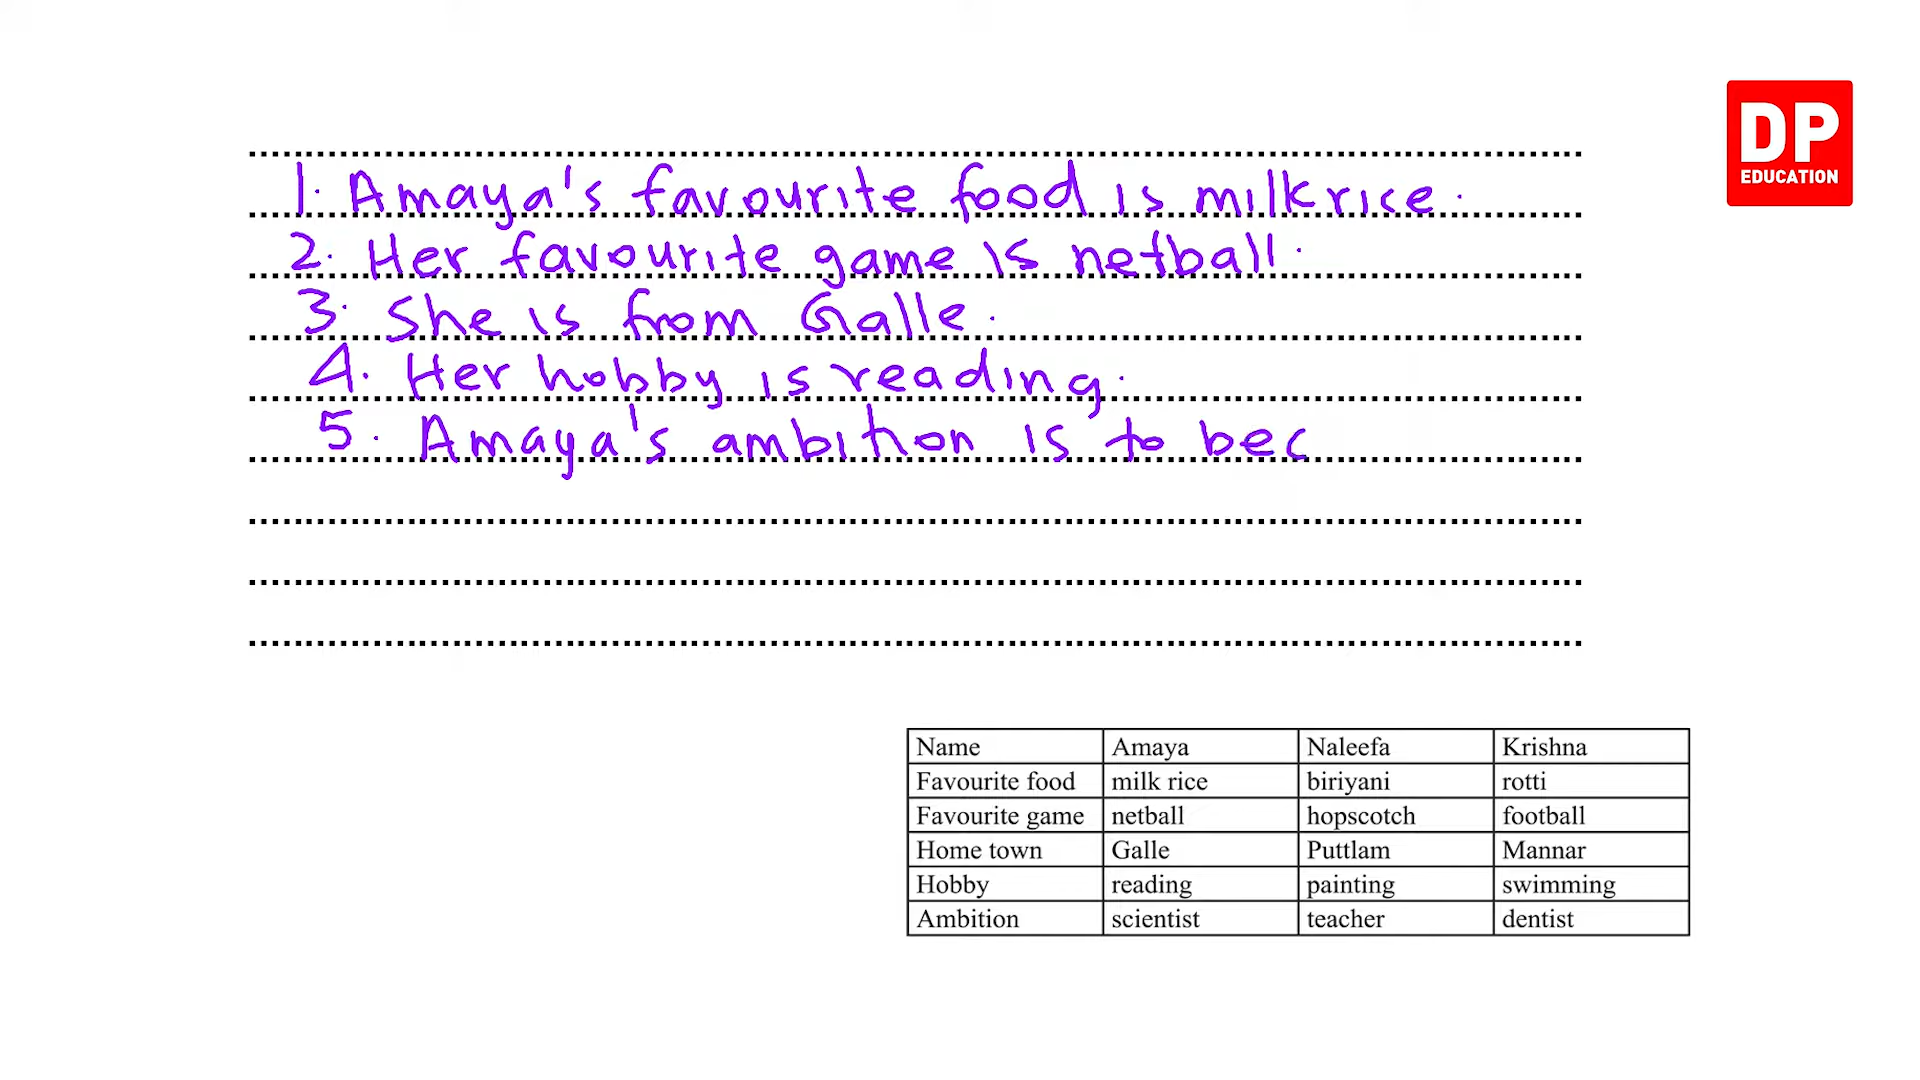 DP
EDUCATION
1. Amaya's favourite food is milkrice.
2. Her favourite game is netball.
3. She is from Galle.
4. Her hobby is reading.
5. Amaya's ambition is to bec
Name Amaya Naleefa Krishna
Favourite food milk rice biriyani rotti
Favourite game netball hopscotch football
Home town Galle Puttlam Mannar
Hobby reading painting swimming
Ambition scientist teacher dentist